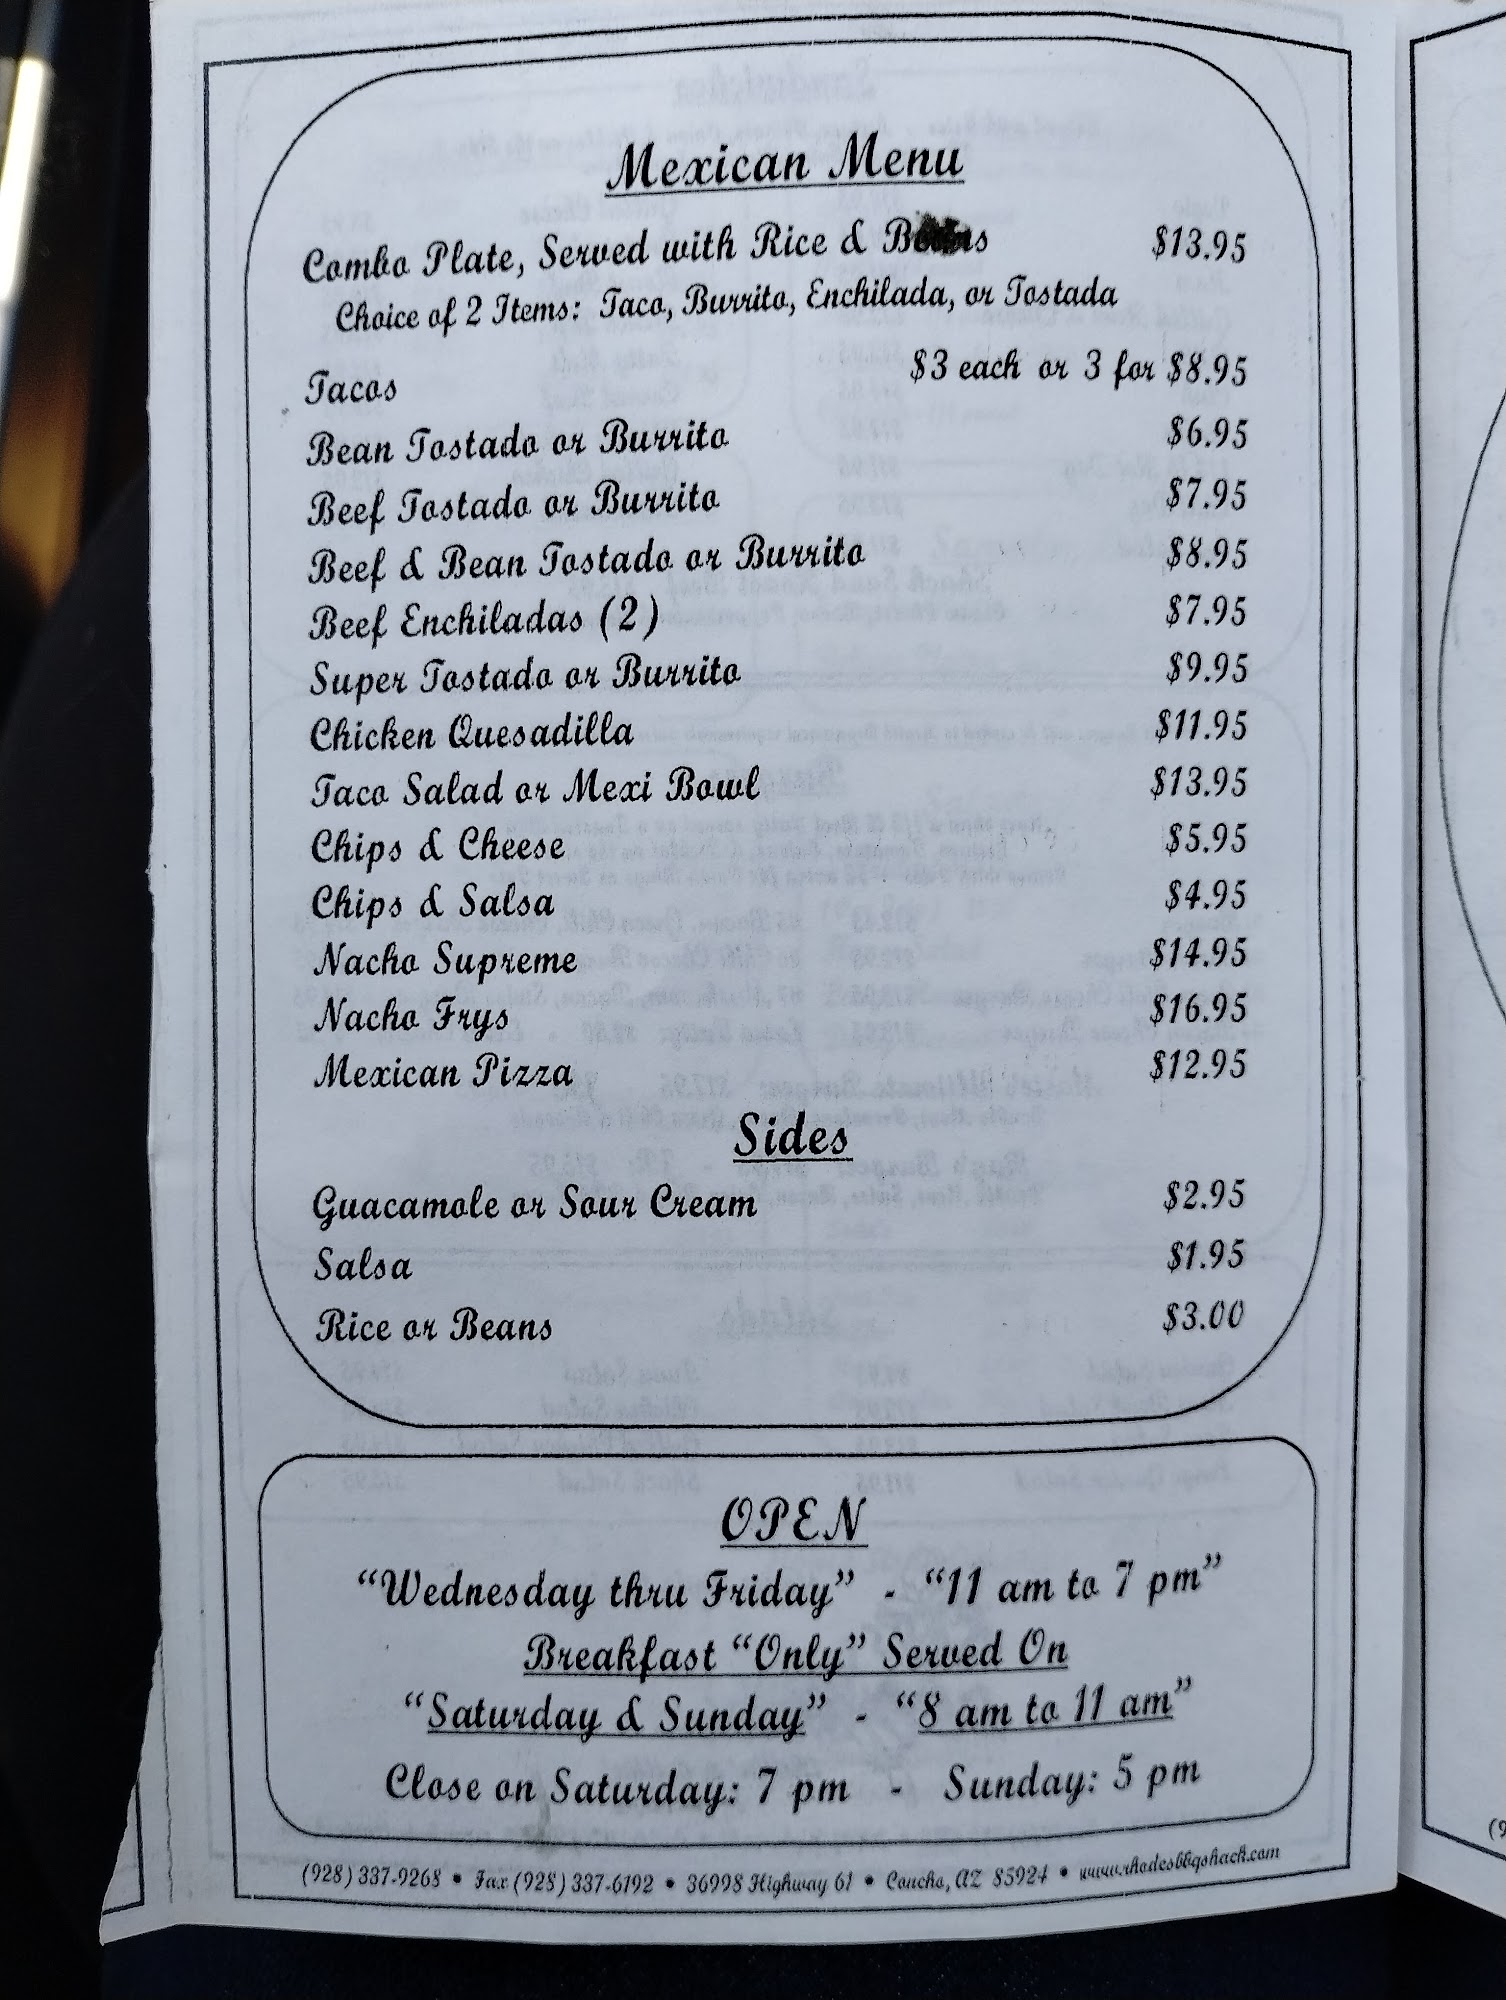 Mexican Menu
Combo Plate, Served with Rice & Beans $13.95
Choice of 2 Items: Taco, Burrito, Enchilada, or Tostada
Tacos $3 each or 3 for $8.95
Bean Tostado or Burrito $6.95
Beef Tostado or Burrito $7.95
Beef & Bean Tostado or Burrito $8.95
Beef Enchiladas (2) $7.95
Super Tostado or Burrito $9.95
Chicken Quesadilla $11.95
Taco Salad or Mexi Bowl $13.95
Chips & Cheese $5.95
Chips & Salsa $4.95
Nacho Supreme $14.95
Nacho Frys $16.95
Mexican Pizza $12.95
Sides
Guacamole or Sour Cream $2.95
Salsa $1.95
Rice or Beans $3.00
OPEN
“Wednesday thru Friday” - “11 am to 7 pm”
Breakfast “Only” Served On
“Saturday & Sunday” - “8 am to 11 am”
Close on Saturday: 7 pm - Sunday: 5 pm
(928) 337-9268 • Fax (928) 337-6192 • 36998 Highway 61 • Concho, AZ 85924 • www.rhodesbbqshack.com